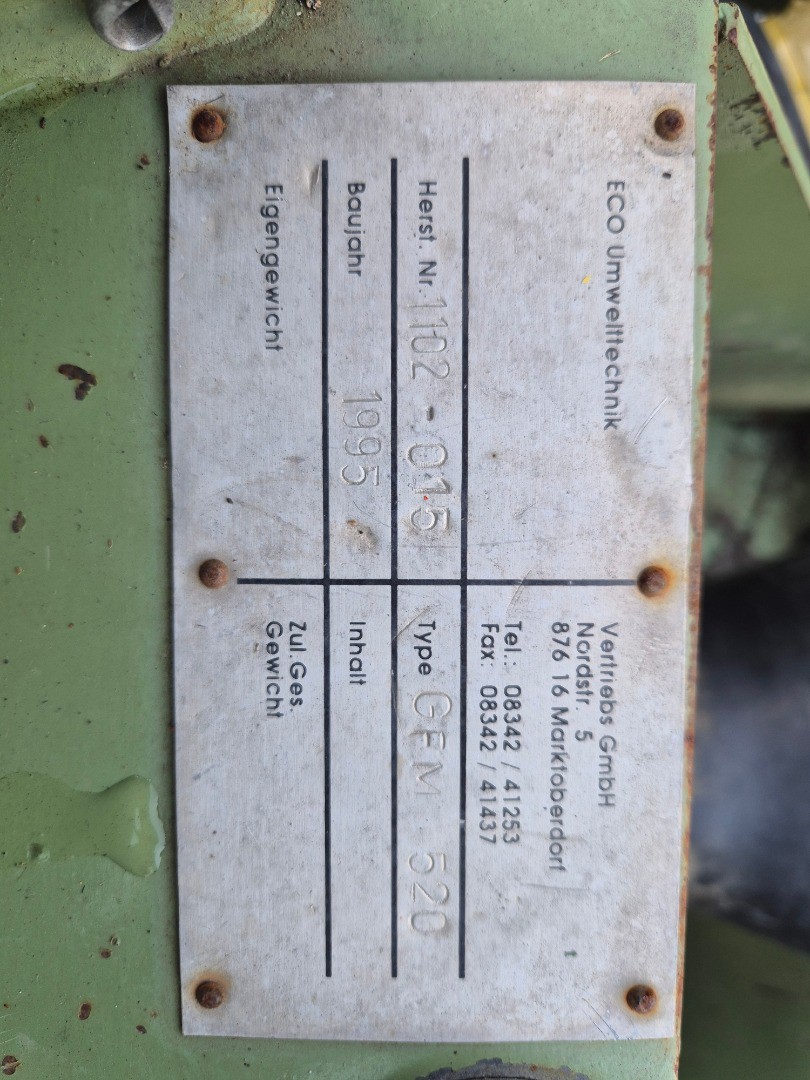 ECO Umwelttechnik
Vertriebs GmbH
Nordstr. 5
876 16 Marktoberdorf
t
Tel.: 08342 / 41253
Fax: 08342 / 41437
Herst. Nr. 1102-015
Type GFM 520
Baujahr 1995
Inhalt
Eigengewicht
Zul.Ges.
Gewicht